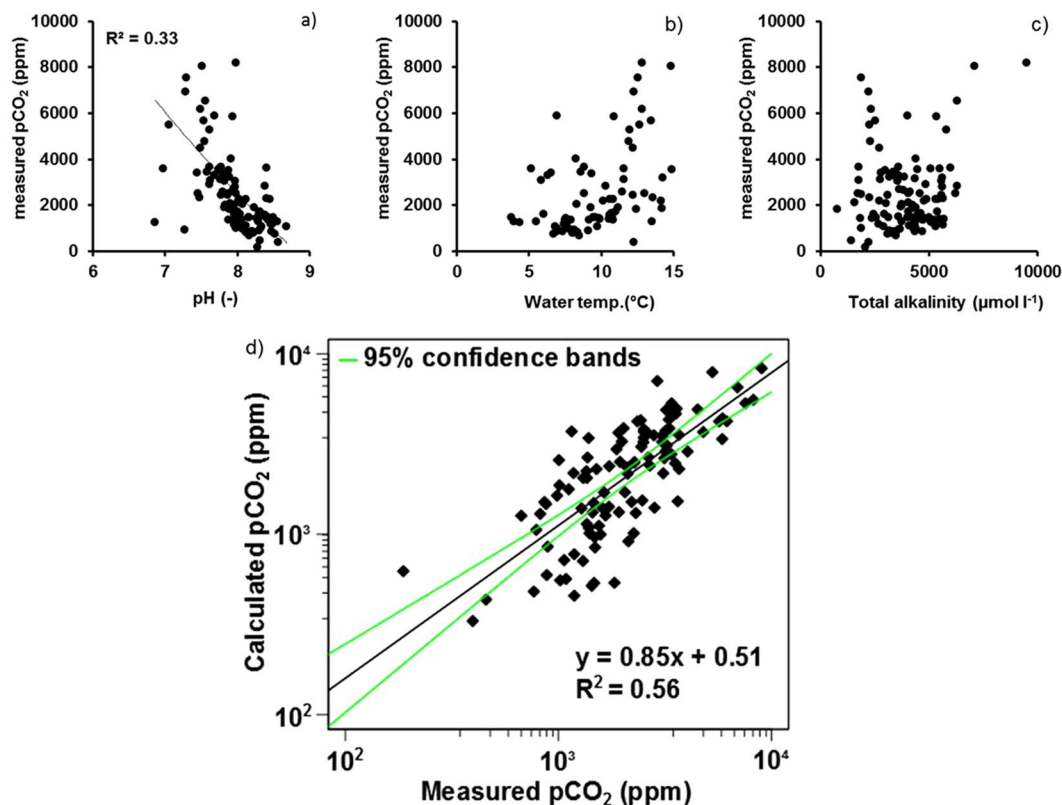 a)
R² = 0.33
measured pCO₂ (ppm)
10000
8000
6000
4000
2000
0
6 7 8 9
pH (-)
b)
measured pCO₂ (ppm)
10000
8000
6000
4000
2000
0
0 5 10 15
Water temp.(°C)
c)
measured pCO₂ (ppm)
10000
8000
6000
4000
2000
0
0 5000 10000
Total alkalinity (µmol l⁻¹)
d)
95% confidence bands
Calculated pCO₂ (ppm)
10⁴
10³
10²
y = 0.85x + 0.51
R² = 0.56
10² 10³ 10⁴
Measured pCO₂ (ppm)